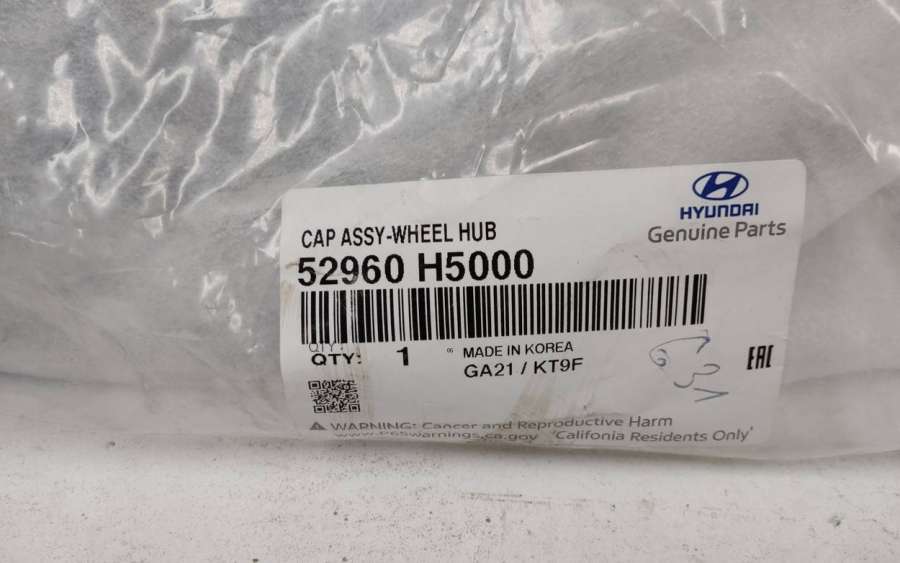 HYUNDAI
Genuine Parts
CAP ASSY-WHEEL HUB
52960 H5000
QTY:
QTY: 1 MADE IN KOREA
GA21 / KT9F
EAC
WARNING: Cancer and Reproductive Harm
www.P65warnings.ca.gov 'Califonia Residents Only'